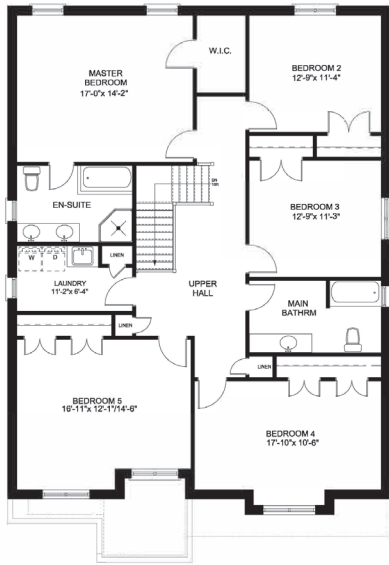 MASTER
BEDROOM
17'-0"x 14'-2"
W.I.C.
BEDROOM 2
12'-9"x 11'-4"
EN-SUITE
BEDROOM 3
12'-9"x 11'-3"
W D
LINEN
LAUNDRY
11'-2"x 6'-4"
UPPER
HALL
MAIN
BATHRM
LINEN
LINEN
BEDROOM 5
16'-11"x 12'-1"/14'-6"
BEDROOM 4
17'-10"x 10'-6"